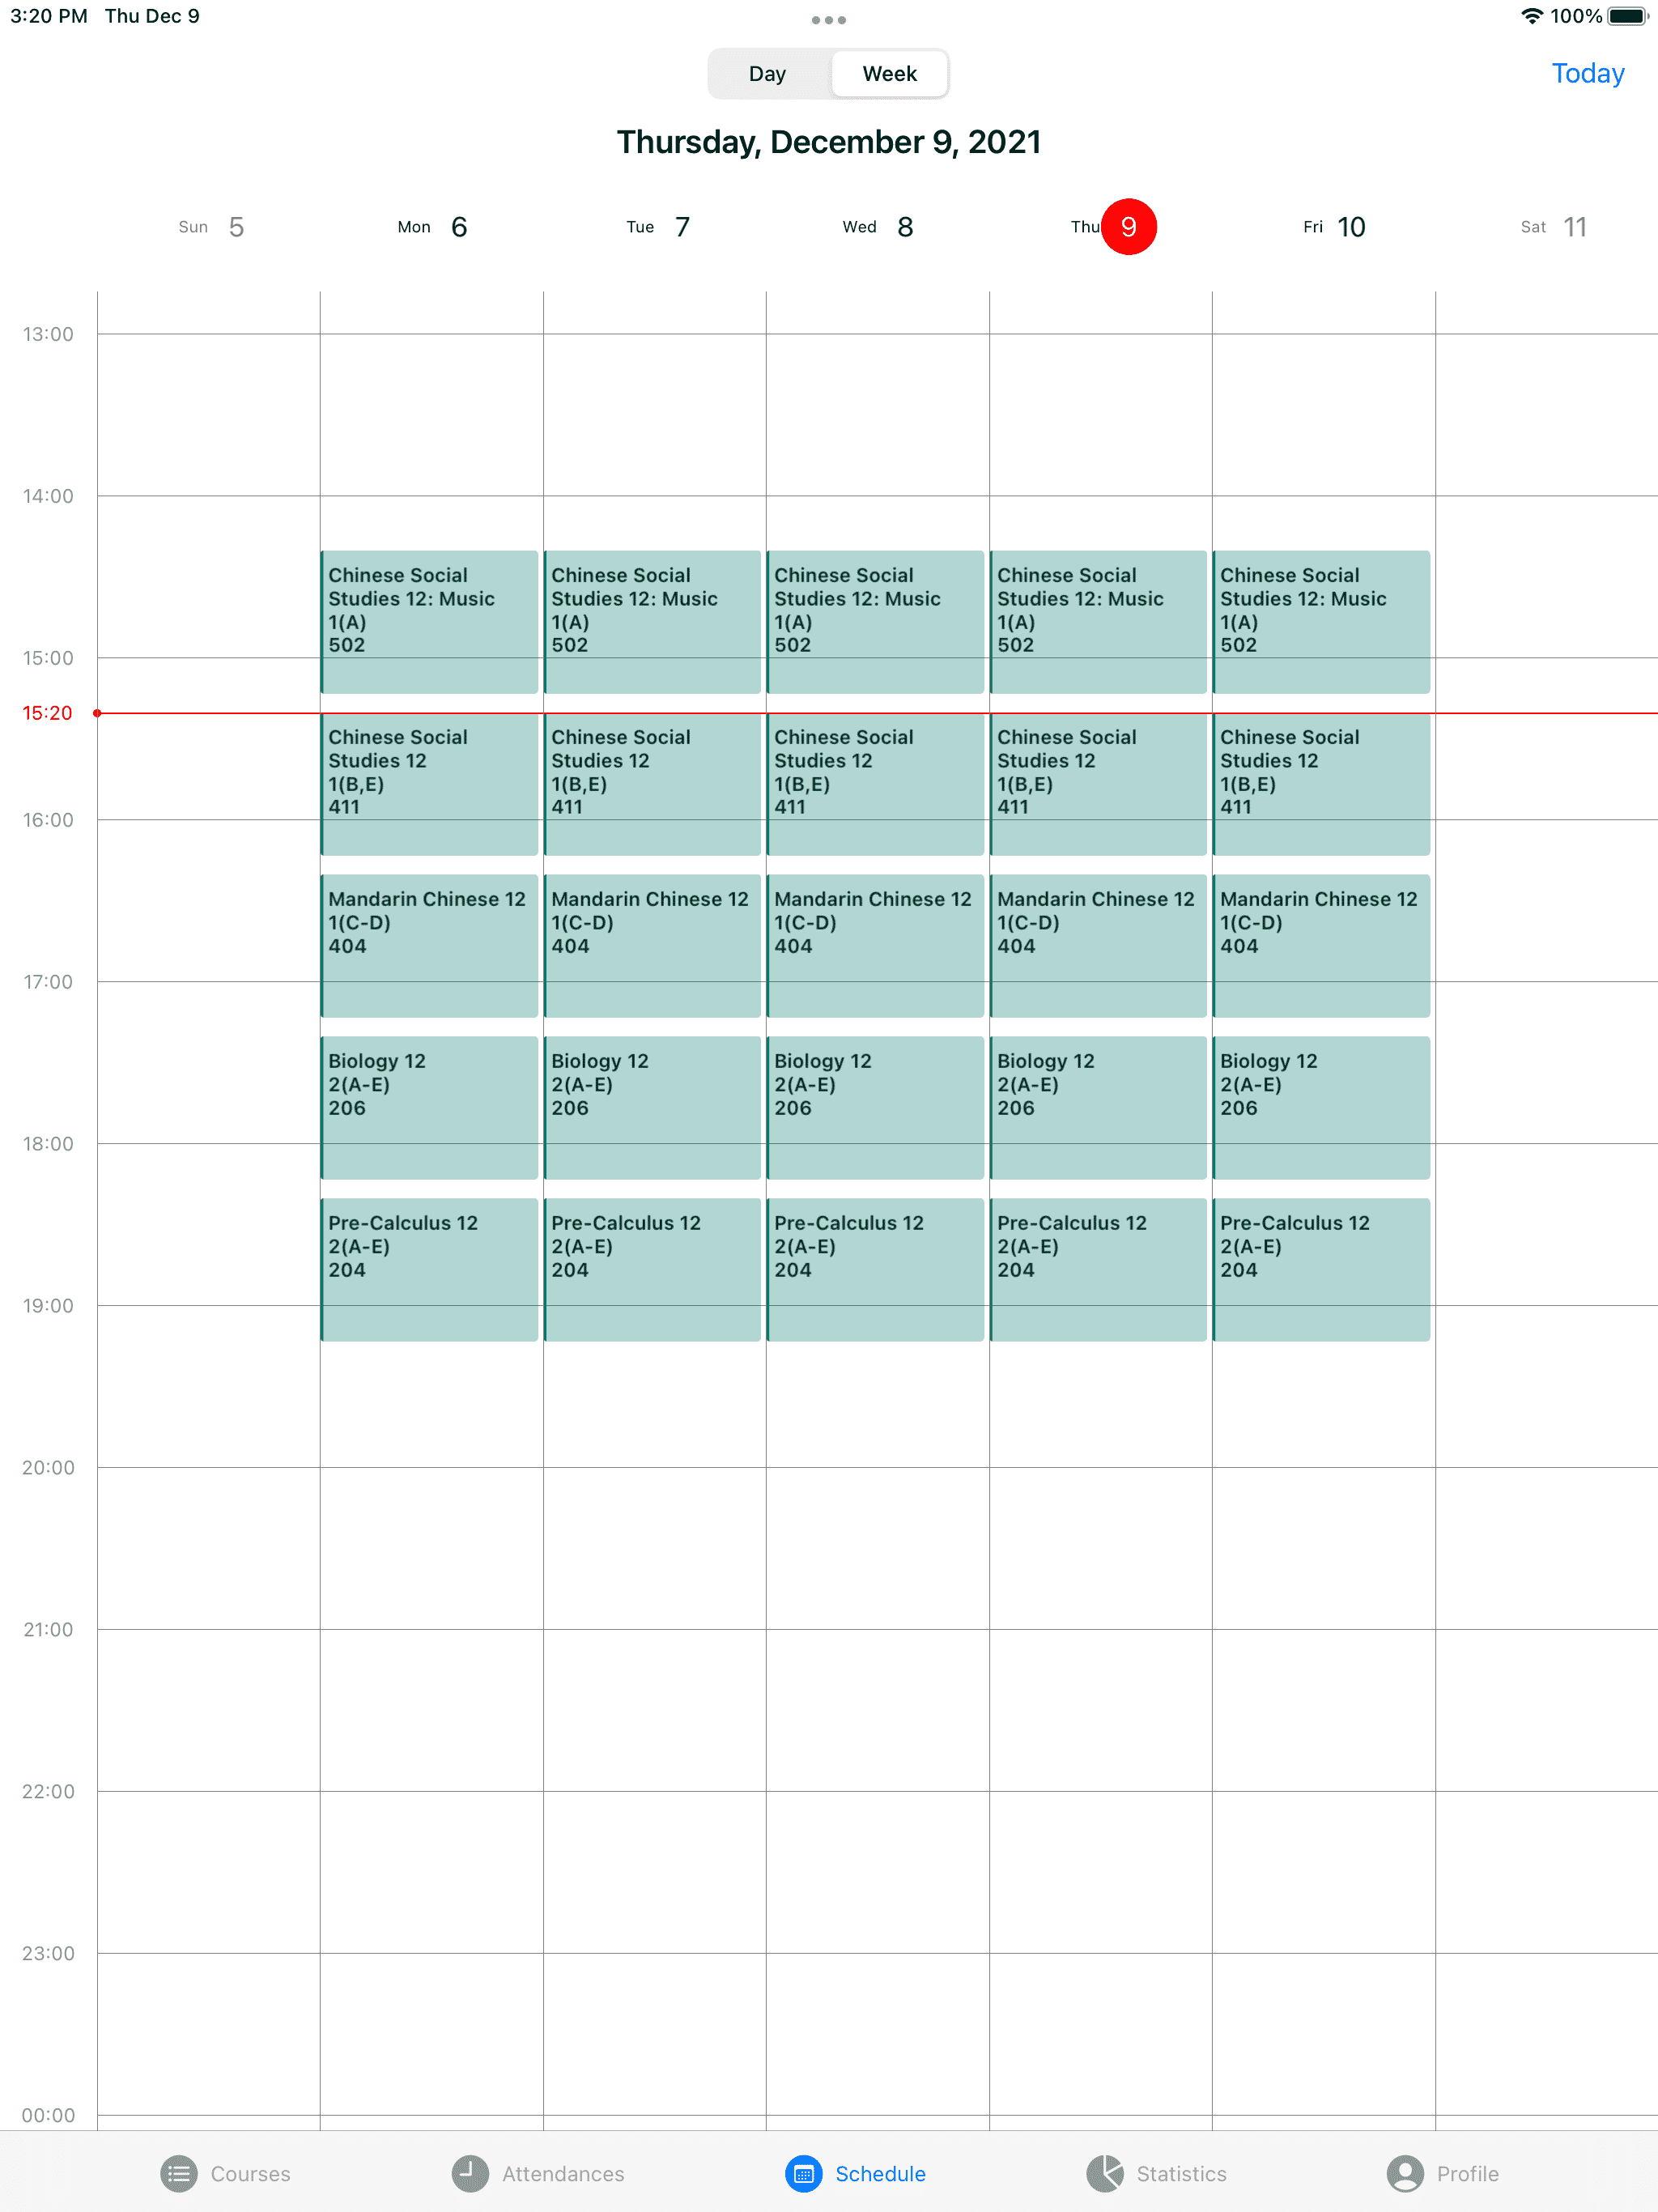 3:20 PM Thu Dec 9 100%
Day Week Today
Thursday, December 9, 2021
Sun 5 Mon 6 Tue 7 Wed 8 Thu 9 Fri 10 Sat 11
13:00
14:00
Chinese Social Chinese Social Chinese Social Chinese Social Chinese Social
Studies 12: Music Studies 12: Music Studies 12: Music Studies 12: Music Studies 12: Music
1(A) 1(A) 1(A) 1(A) 1(A)
502 502 502 502 502
15:00
15:20
Chinese Social Chinese Social Chinese Social Chinese Social Chinese Social
Studies 12 Studies 12 Studies 12 Studies 12 Studies 12
1(B,E) 1(B,E) 1(B,E) 1(B,E) 1(B,E)
411 411 411 411 411
16:00
Mandarin Chinese 12 Mandarin Chinese 12 Mandarin Chinese 12 Mandarin Chinese 12 Mandarin Chinese 12
1(C-D) 1(C-D) 1(C-D) 1(C-D) 1(C-D)
404 404 404 404 404
17:00
Biology 12 Biology 12 Biology 12 Biology 12 Biology 12
2(A-E) 2(A-E) 2(A-E) 2(A-E) 2(A-E)
206 206 206 206 206
18:00
Pre-Calculus 12 Pre-Calculus 12 Pre-Calculus 12 Pre-Calculus 12 Pre-Calculus 12
2(A-E) 2(A-E) 2(A-E) 2(A-E) 2(A-E)
204 204 204 204 204
19:00
20:00
21:00
22:00
23:00
00:00
Courses Attendances Schedule Statistics Profile